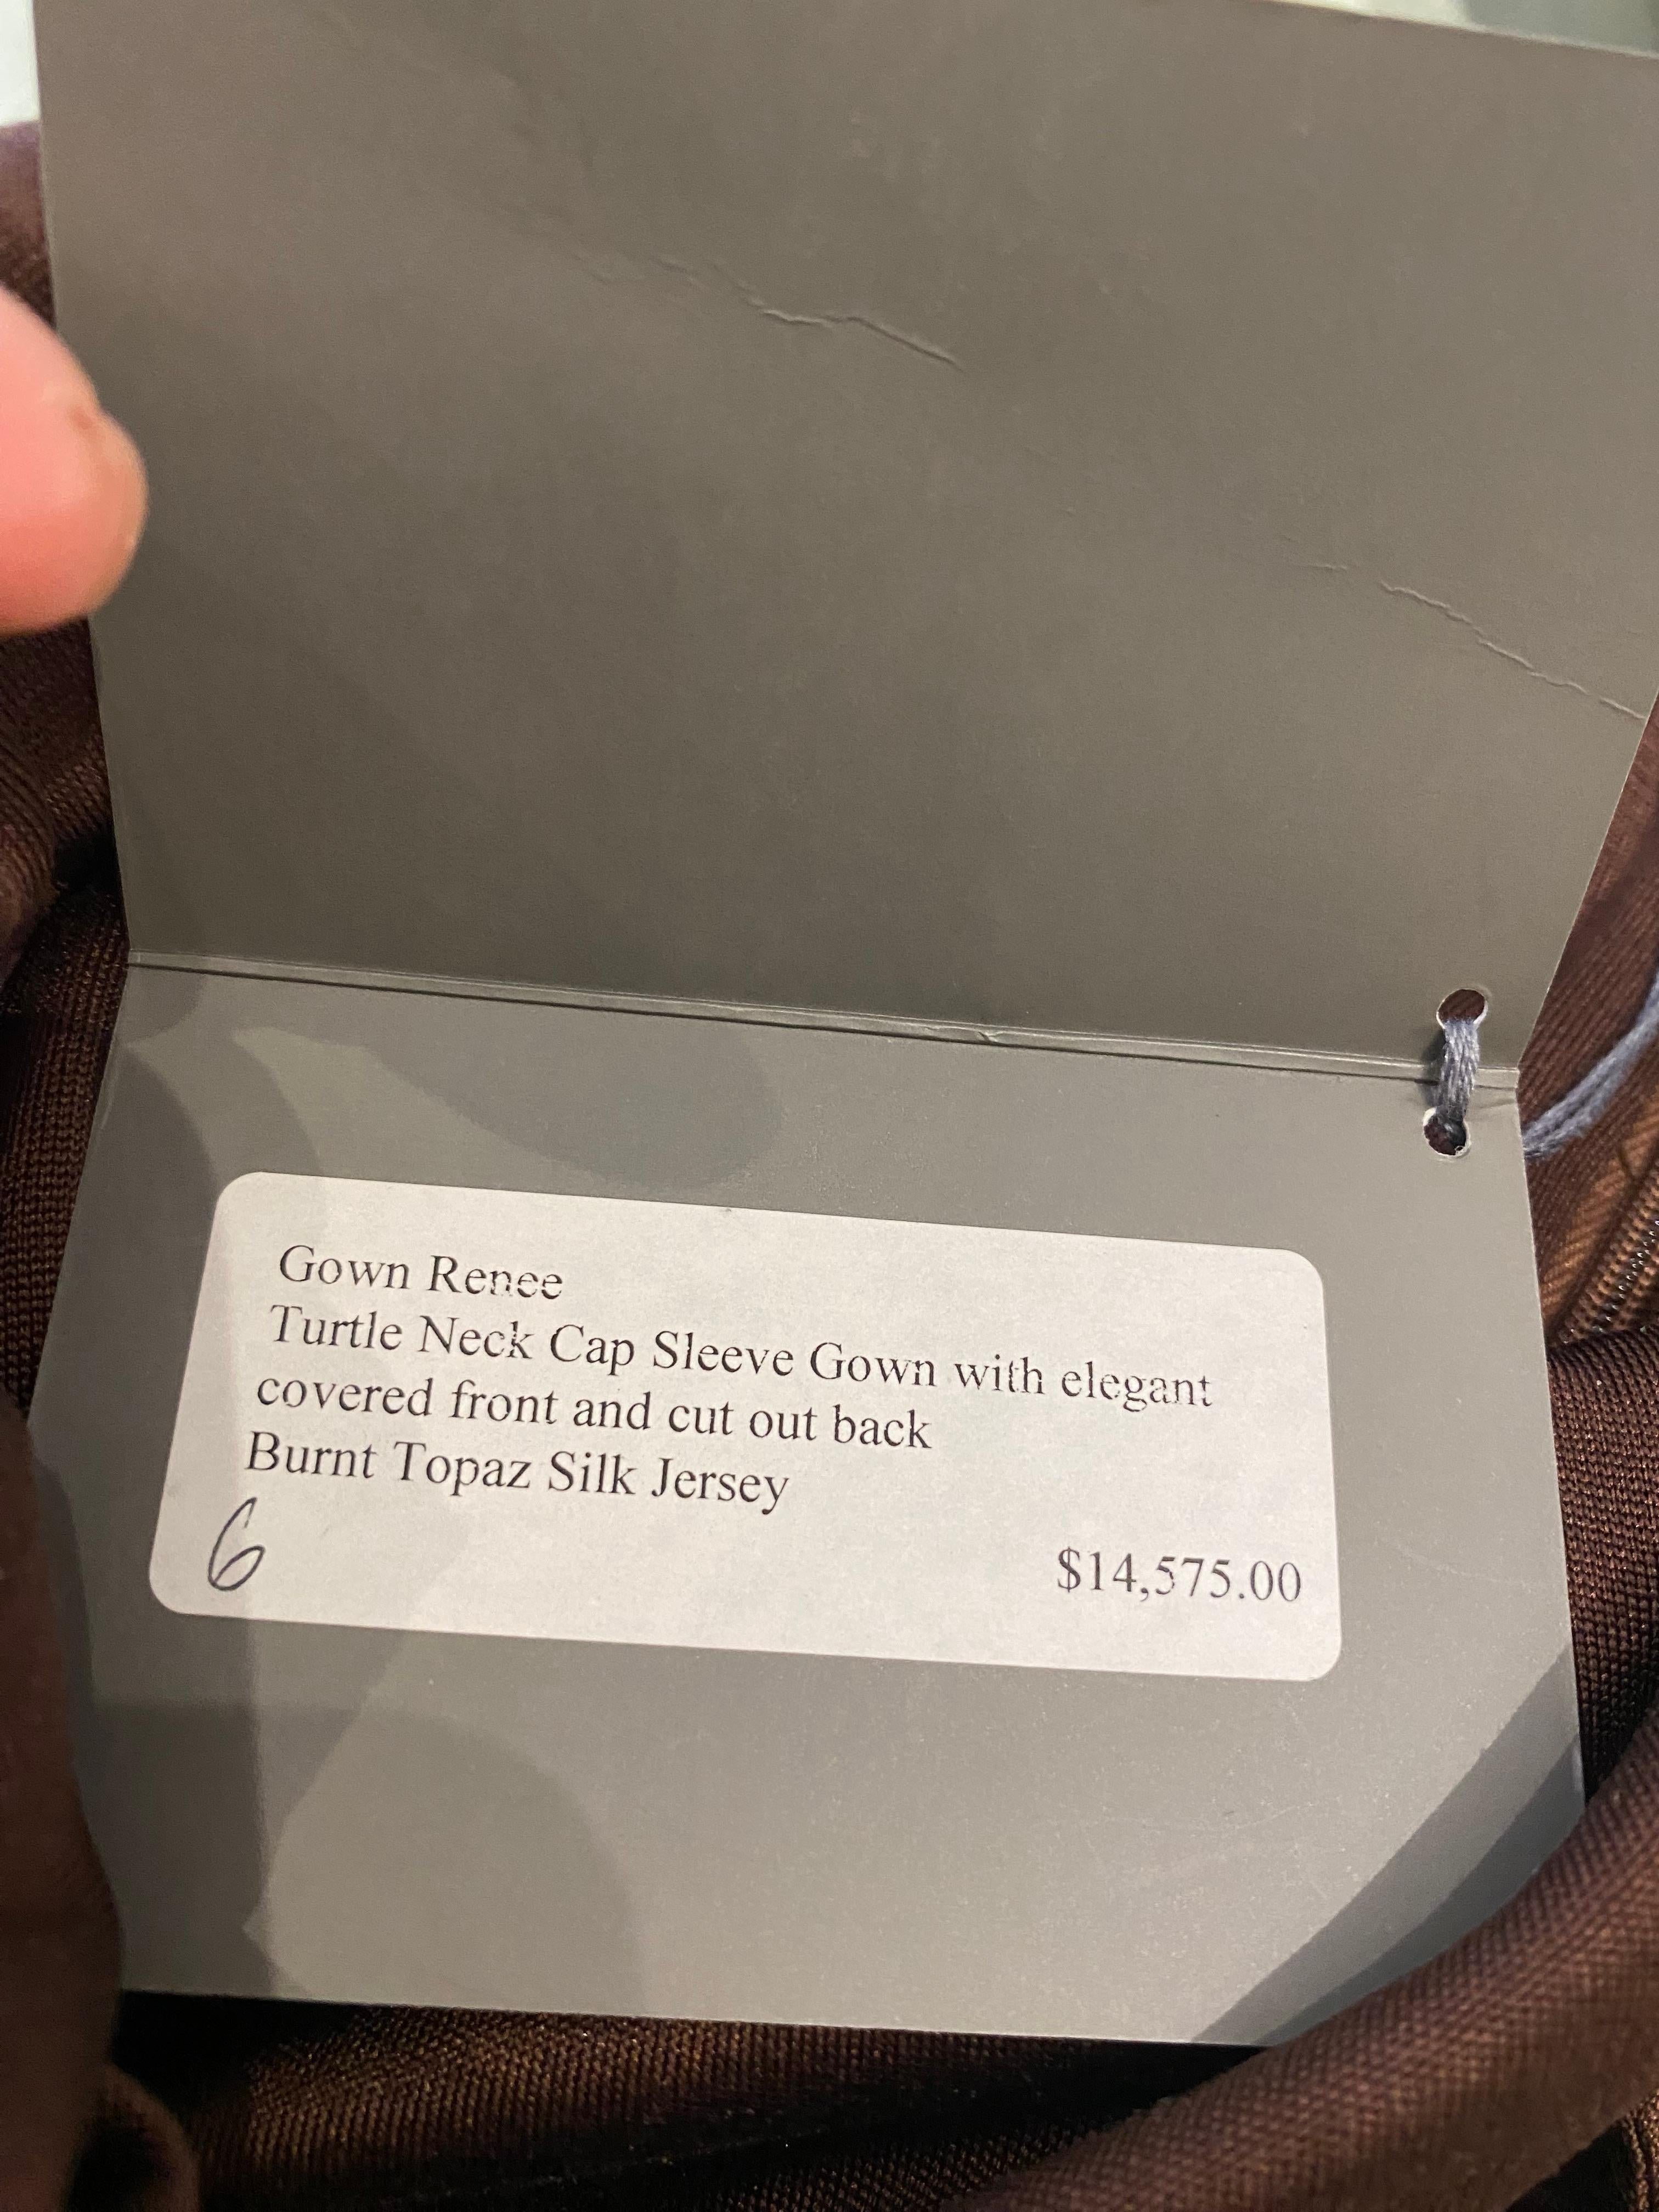 Gown Renee
Turtle Neck Cap Sleeve Gown with elegant
covered front and cut out back
Burnt Topaz Silk Jersey
6
$14,575.00